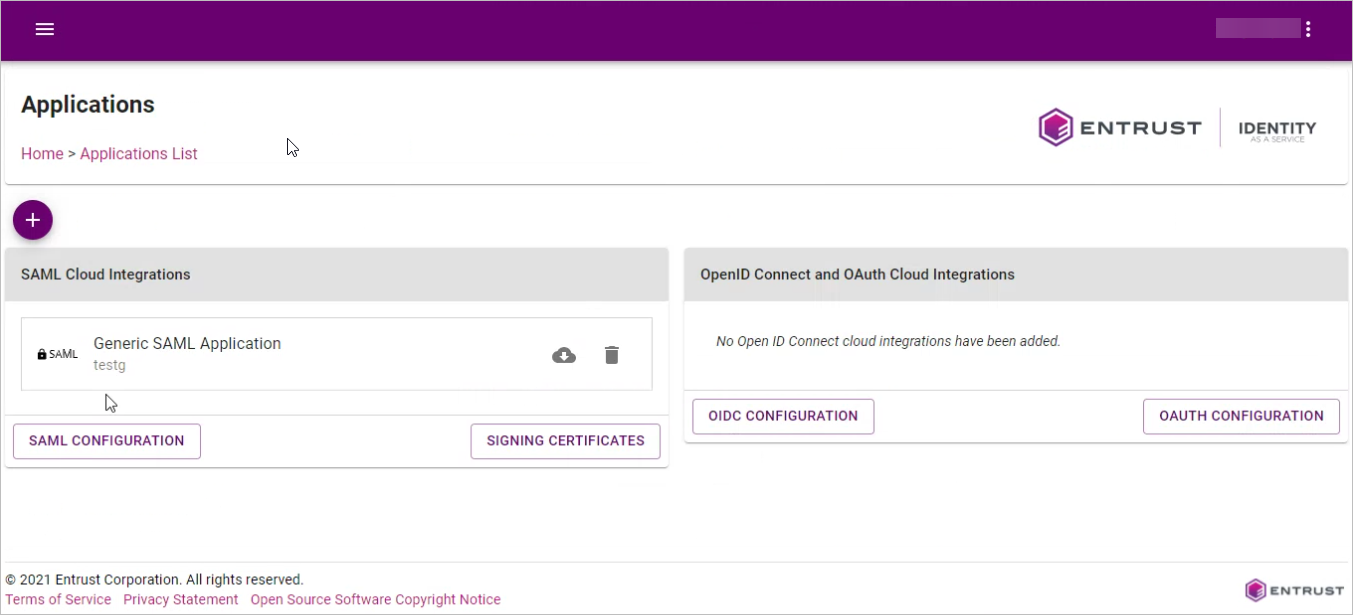 Applications
Home > Applications List
ENTRUST
IDENTITY
AS A SERVICE
+
SAML Cloud Integrations
SAML
Generic SAML Application
testg
SAML CONFIGURATION
SIGNING CERTIFICATES
OpenID Connect and OAuth Cloud Integrations
No Open ID Connect cloud integrations have been added.
OIDC CONFIGURATION
OAUTH CONFIGURATION
© 2021 Entrust Corporation. All rights reserved.
Terms of Service Privacy Statement Open Source Software Copyright Notice
ENTRUST